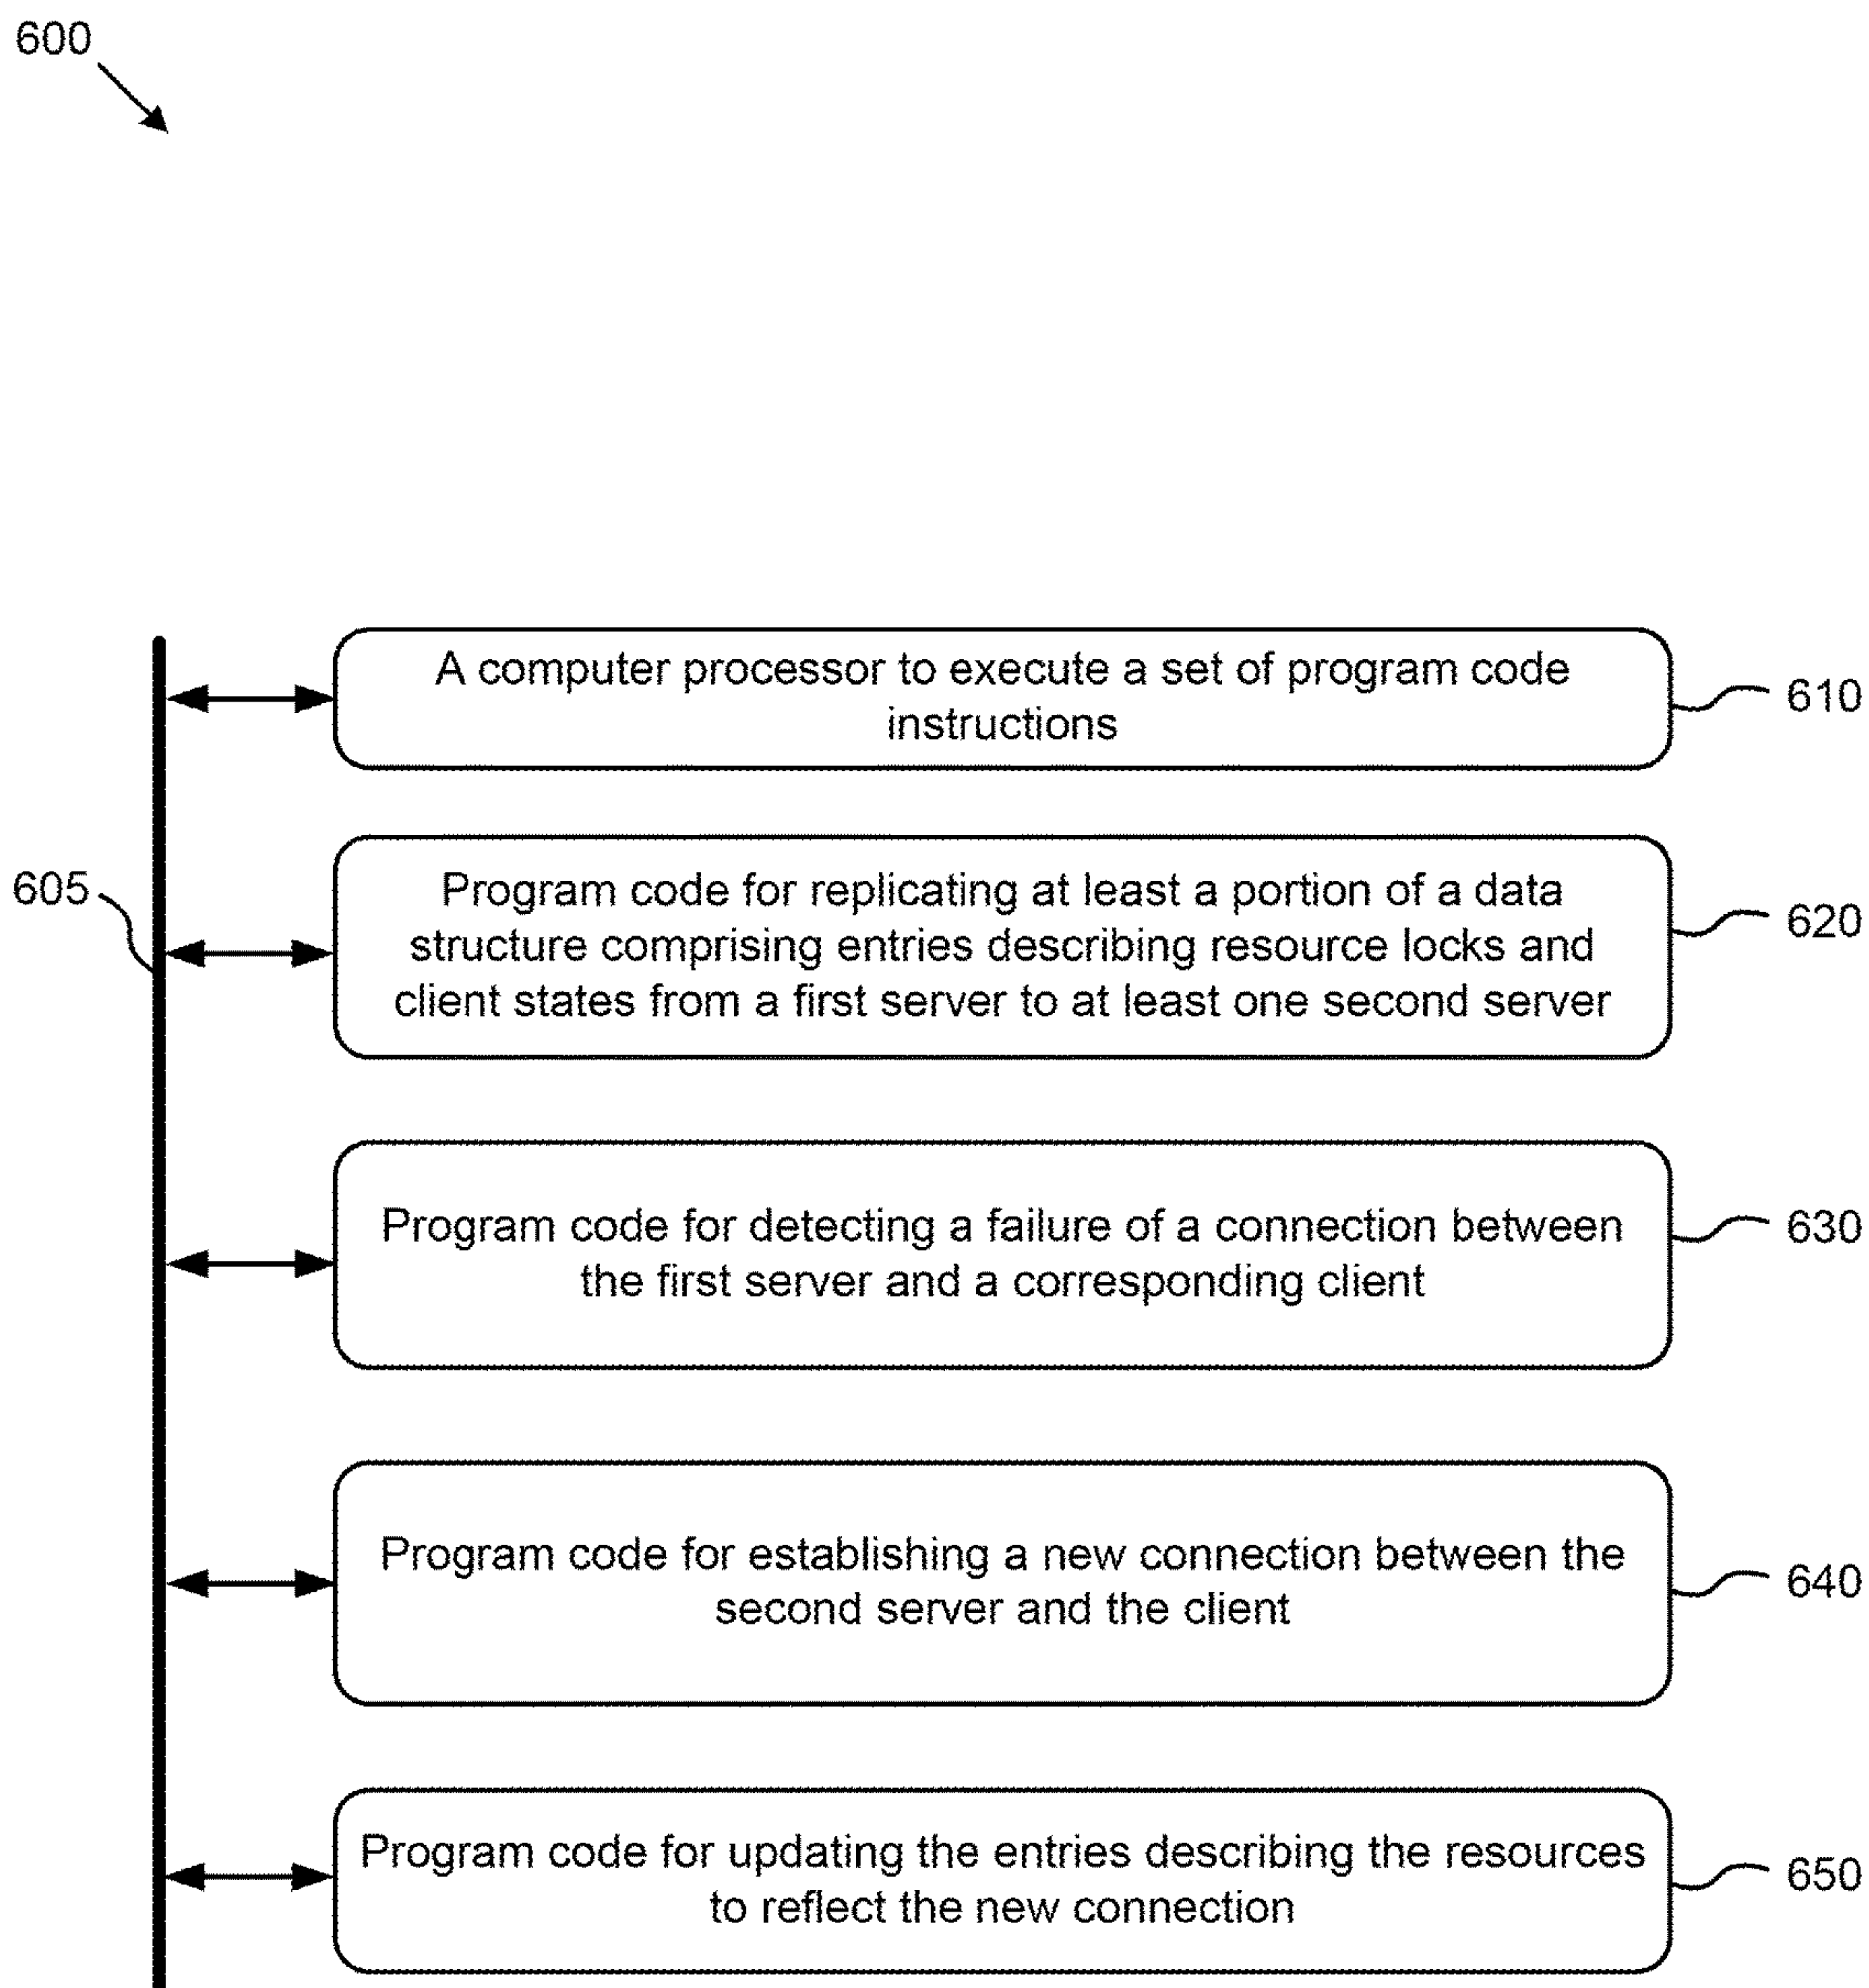 600
A computer processor to execute a set of program code
instructions
610
605
Program code for replicating at least a portion of a data
structure comprising entries describing resource locks and
client states from a first server to at least one second server
620
Program code for detecting a failure of a connection between
the first server and a corresponding client
630
Program code for establishing a new connection between the
second server and the client
640
Program code for updating the entries describing the resources
to reflect the new connection
650